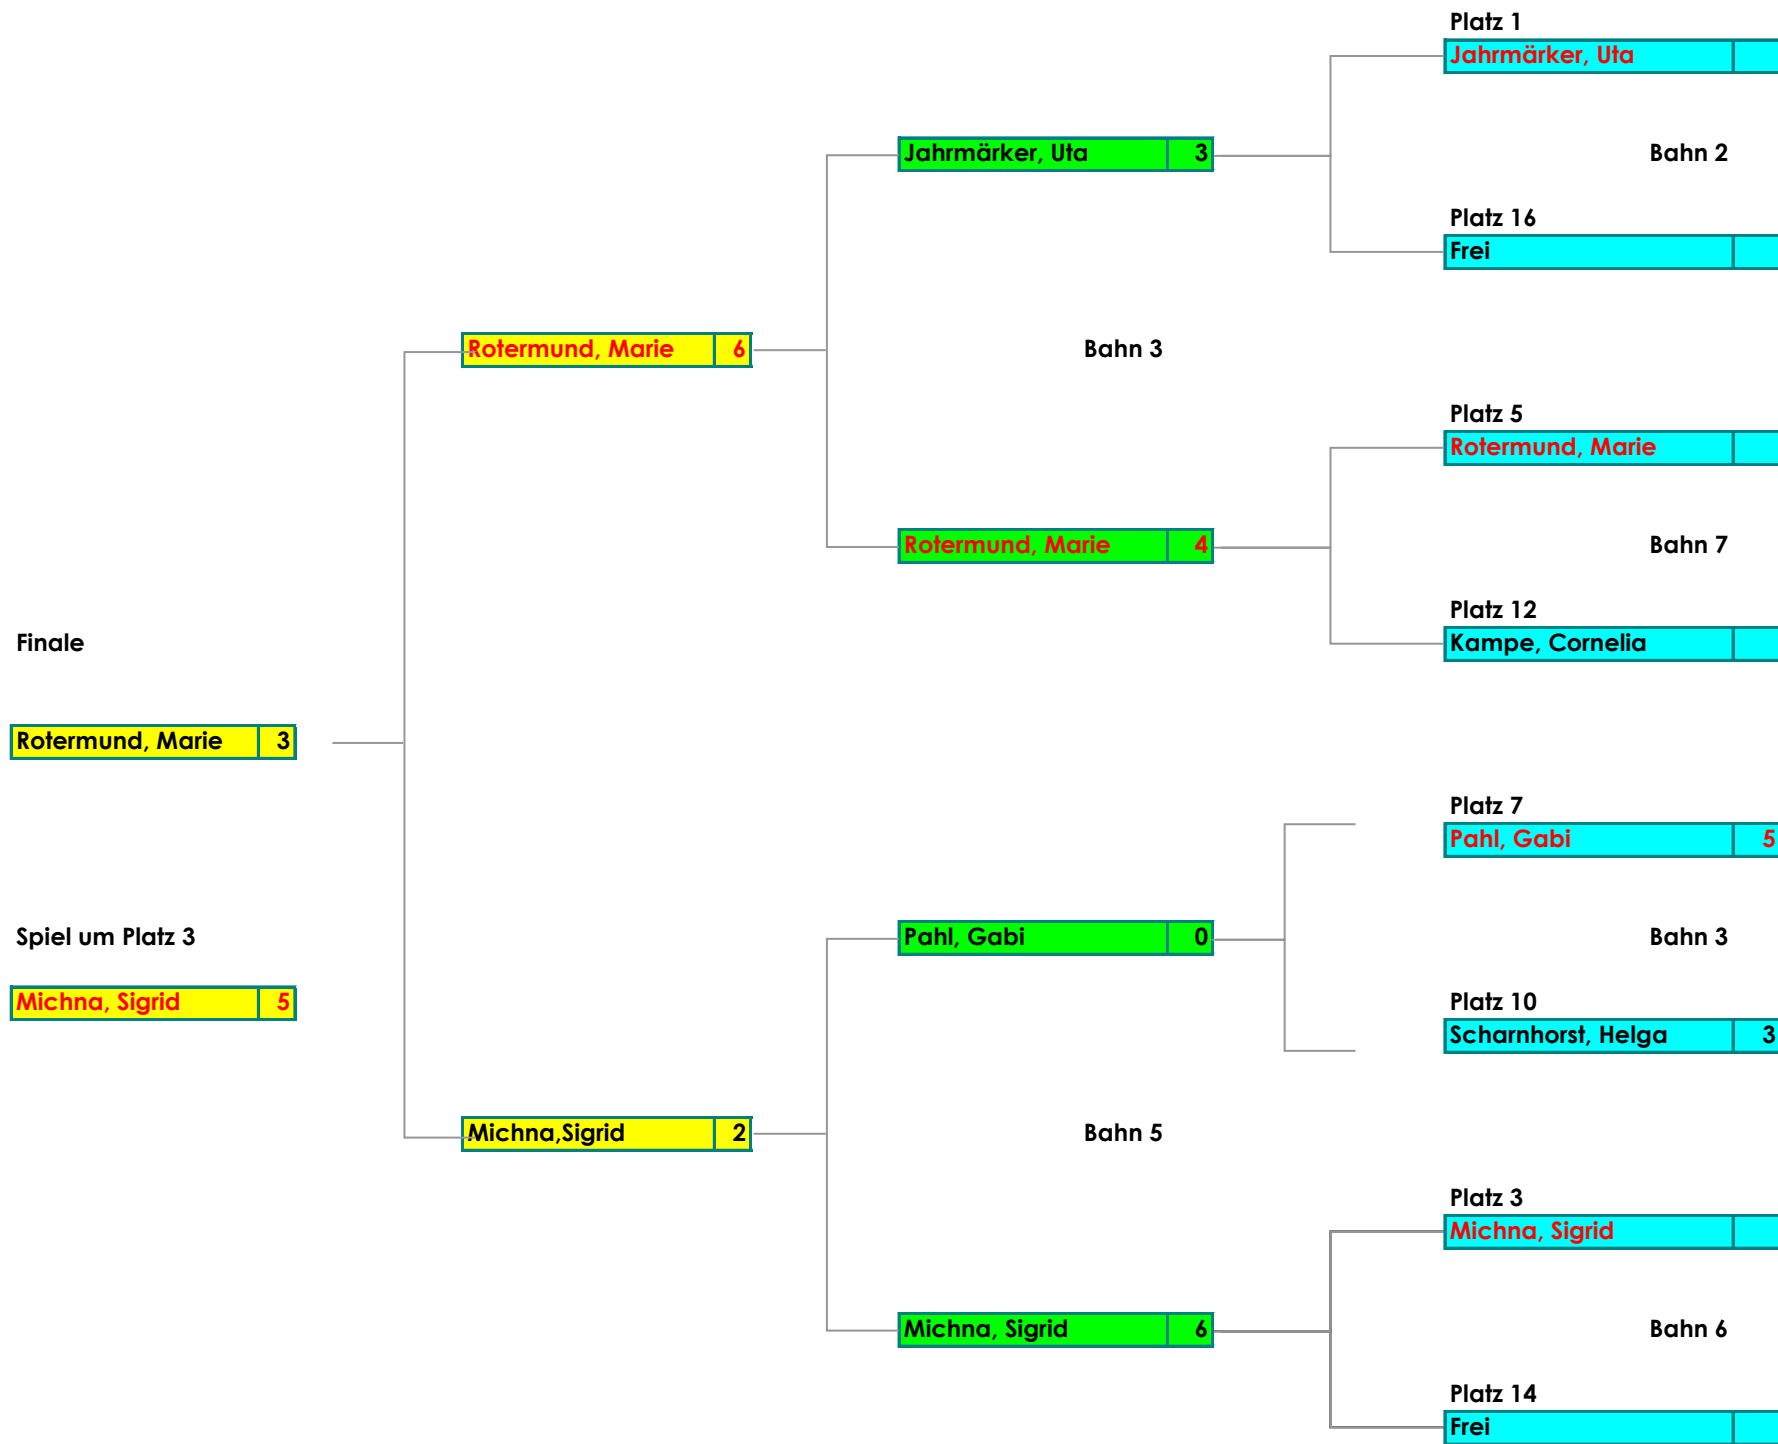 Platz 1
Jahrmärker, Uta
Jahrmärker, Uta 3
Bahn 2
Platz 16
Frei
Rotermund, Marie 6
Bahn 3
Platz 5
Rotermund, Marie
Rotermund, Marie 4
Bahn 7
Platz 12
Finale
Kampe, Cornelia
Rotermund, Marie 3
Platz 7
Pahl, Gabi 5
Spiel um Platz 3
Pahl, Gabi 0
Bahn 3
Michna, Sigrid 5
Platz 10
Scharnhorst, Helga 3
Michna,Sigrid 2
Bahn 5
Platz 3
Michna, Sigrid
Michna, Sigrid 6
Bahn 6
Platz 14
Frei